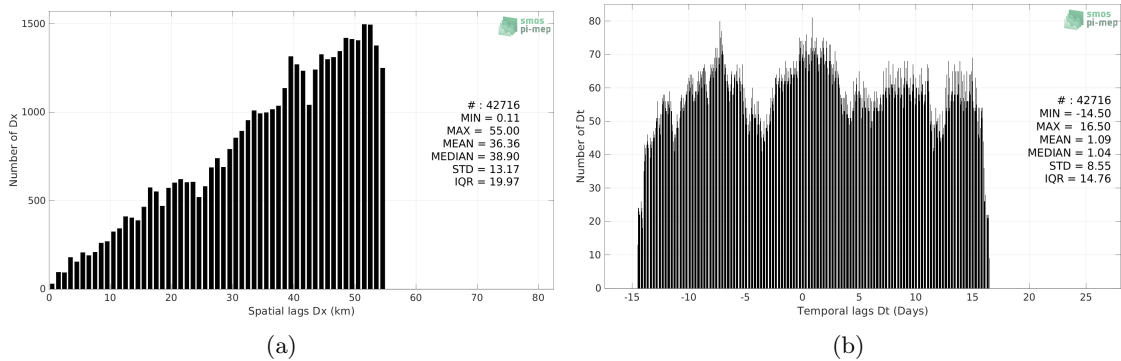 smos
pi-mep
1500
1000
500
0
Number of Dx
# : 42716
MIN = 0.11
MAX = 55.00
MEAN = 36.36
MEDIAN = 38.90
STD = 13.17
IQR = 19.97
0 10 20 30 40 50 60 70 80
Spatial lags Dx (km)
(a)
smos
pi-mep
80
70
60
50
40
30
20
10
0
Number of Dt
# : 42716
MIN = -14.50
MAX = 16.50
MEAN = 1.09
MEDIAN = 1.04
STD = 8.55
IQR = 14.76
-15 -10 -5 0 5 10 15 20 25
Temporal lags Dt (Days)
(b)